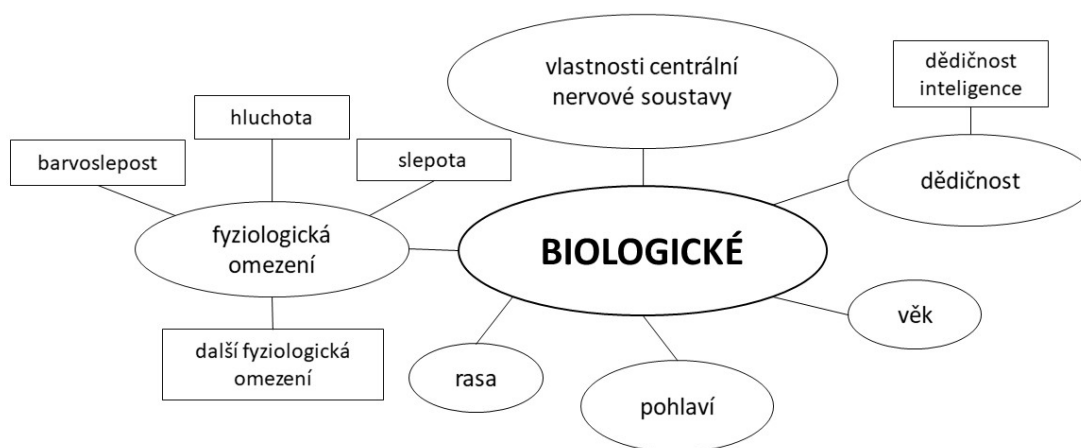 vlastnosti centrální
nervové soustavy
dědičnost
inteligence
hluchota
barvoslepost
slepota
dědičnost
fyziologická
omezení
BIOLOGICKÉ
věk
další fyziologická
omezení
rasa
pohlaví